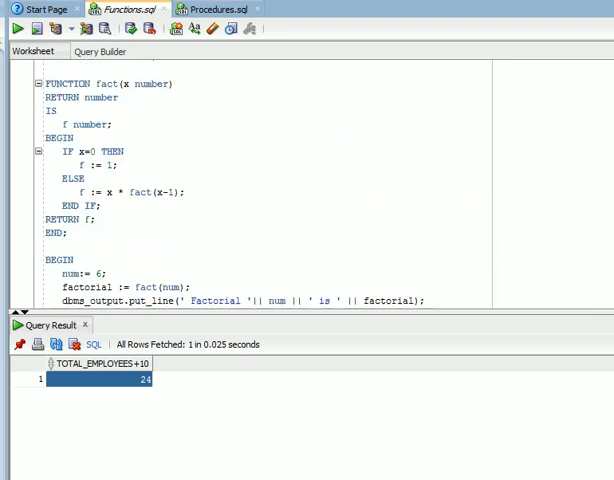 Start Page
Functions.sql
Procedures.sql
Worksheet
Query Builder
FUNCTION fact(x number)
RETURN number
IS
f number;
BEGIN
IF x=0 THEN
f := 1;
ELSE
f := x * fact(x-1);
END IF;
RETURN f;
END;
BEGIN
num:= 6;
factorial := fact(num);
dbms_output.put_line(' Factorial '|| num || ' is ' || factorial);
Query Result x
SQL | All Rows Fetched: 1 in 0.025 seconds
TOTAL_EMPLOYEES+10
1 24